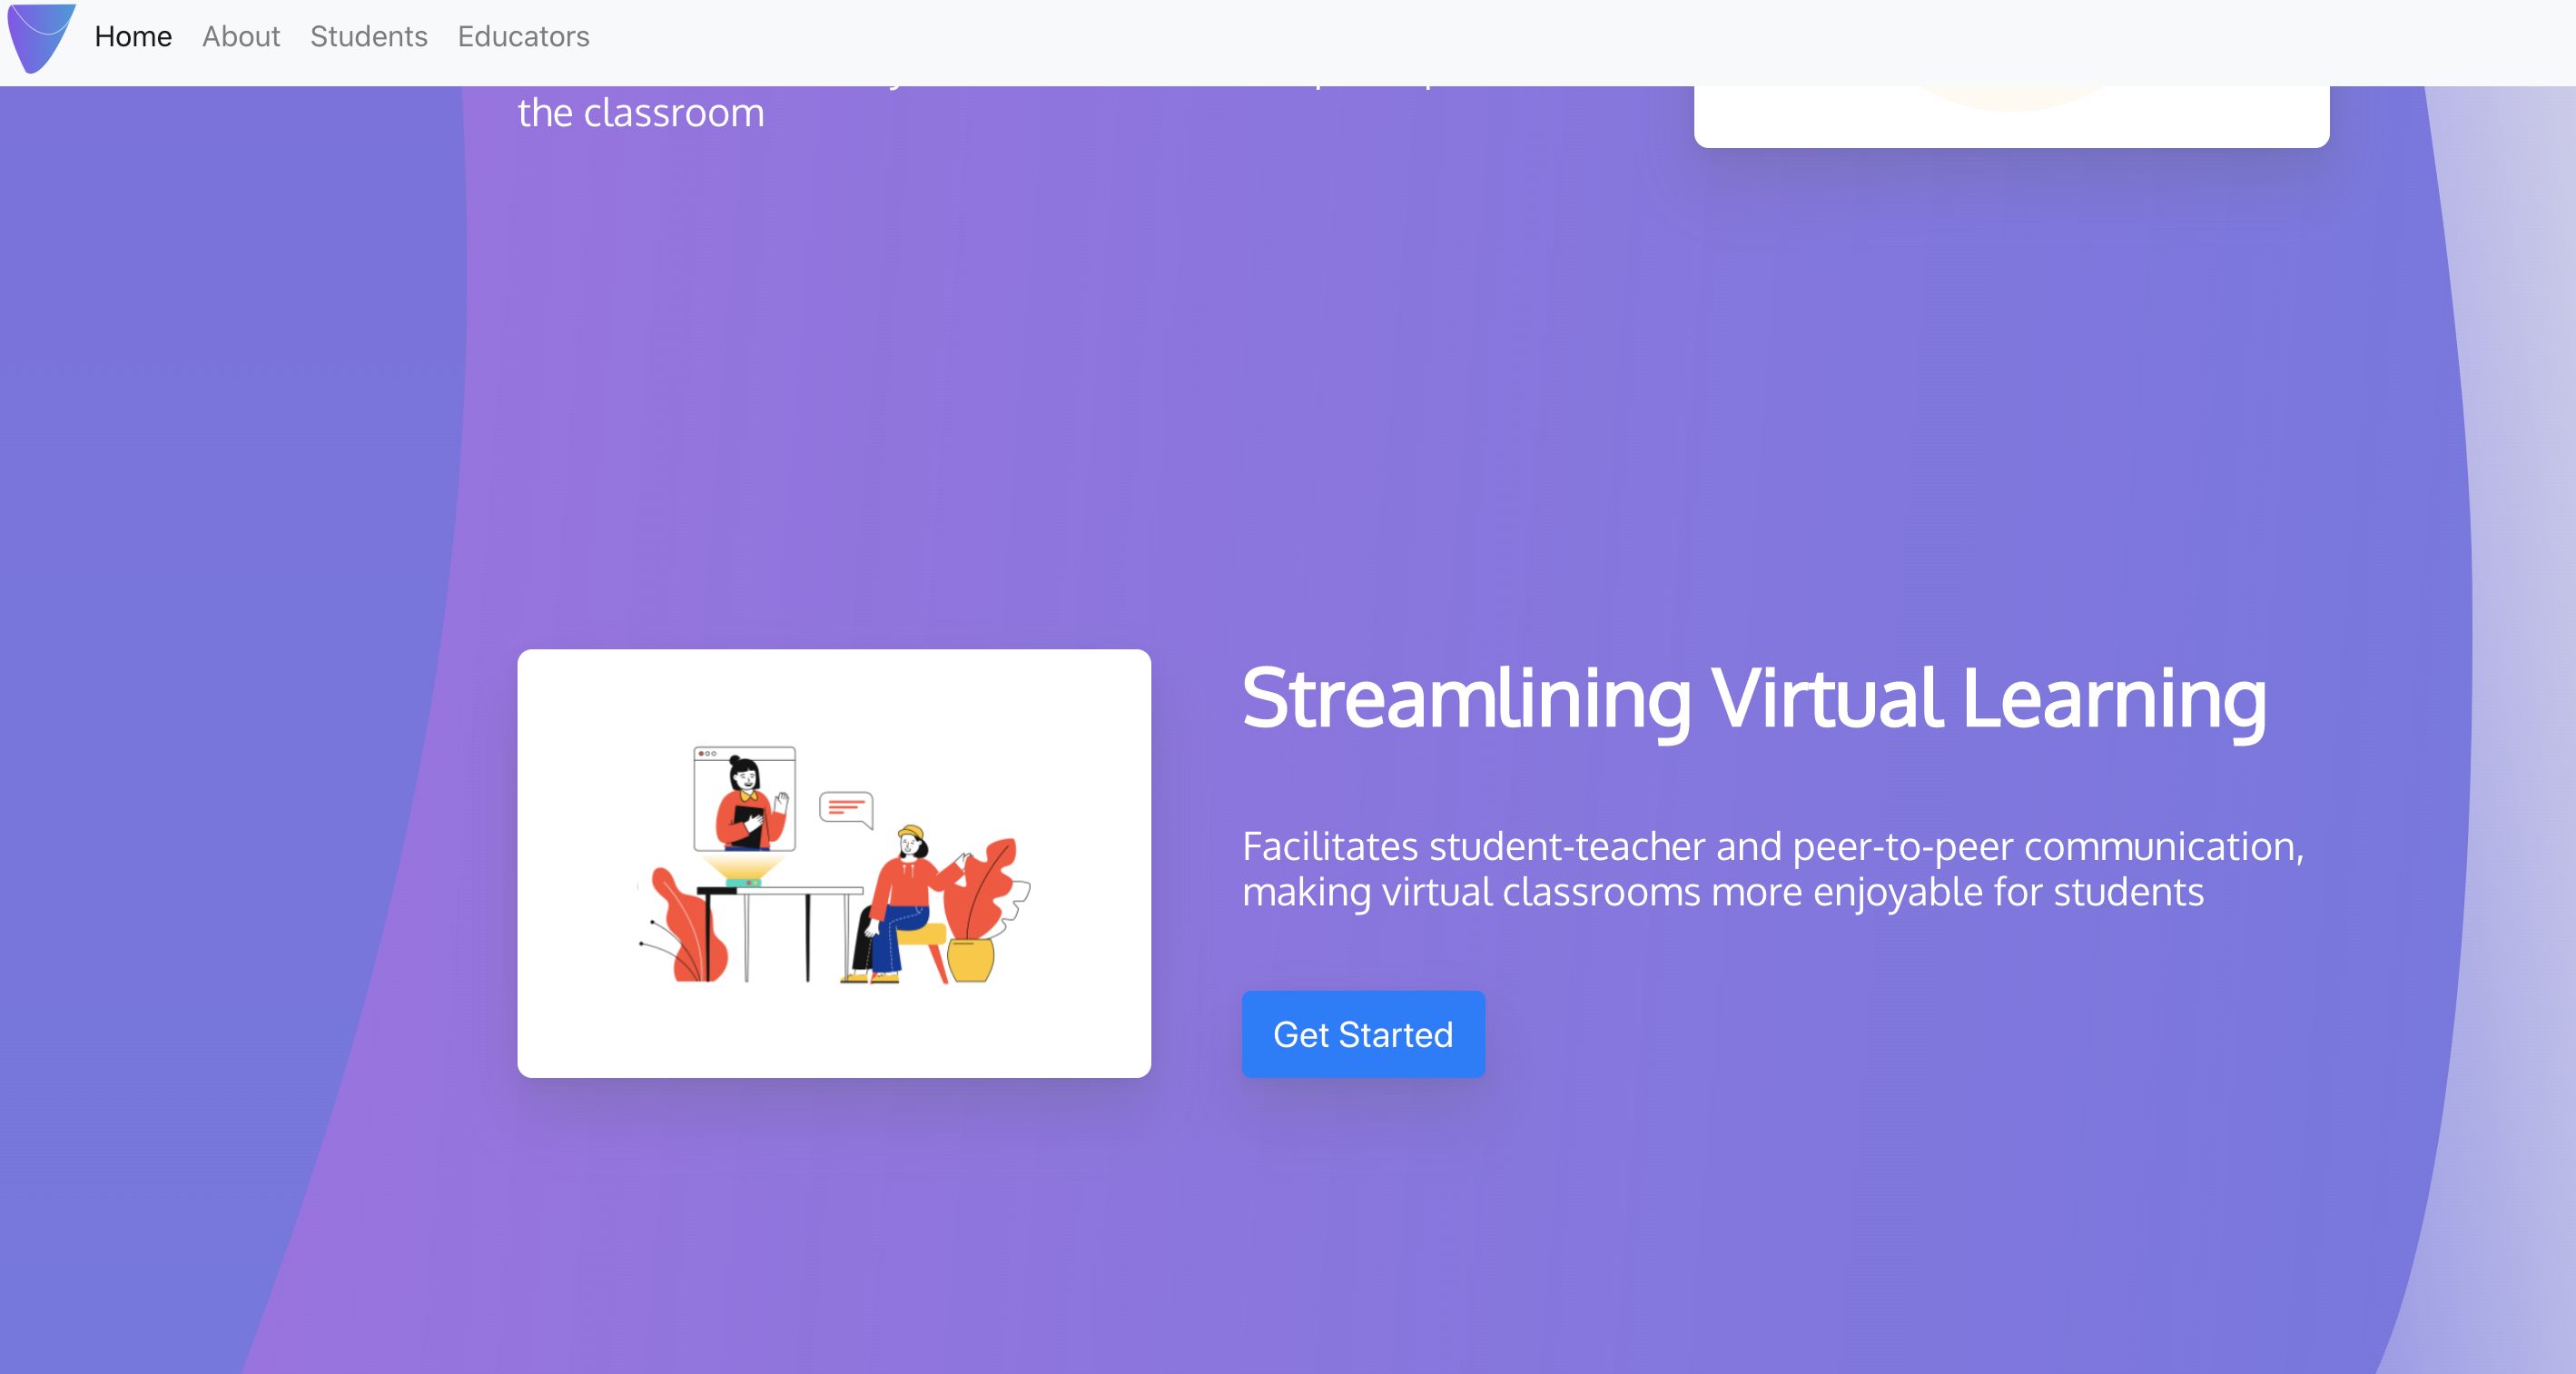 Home About Students Educators
the classroom
Streamlining Virtual Learning
Facilitates student-teacher and peer-to-peer communication,
making virtual classrooms more enjoyable for students
Get Started